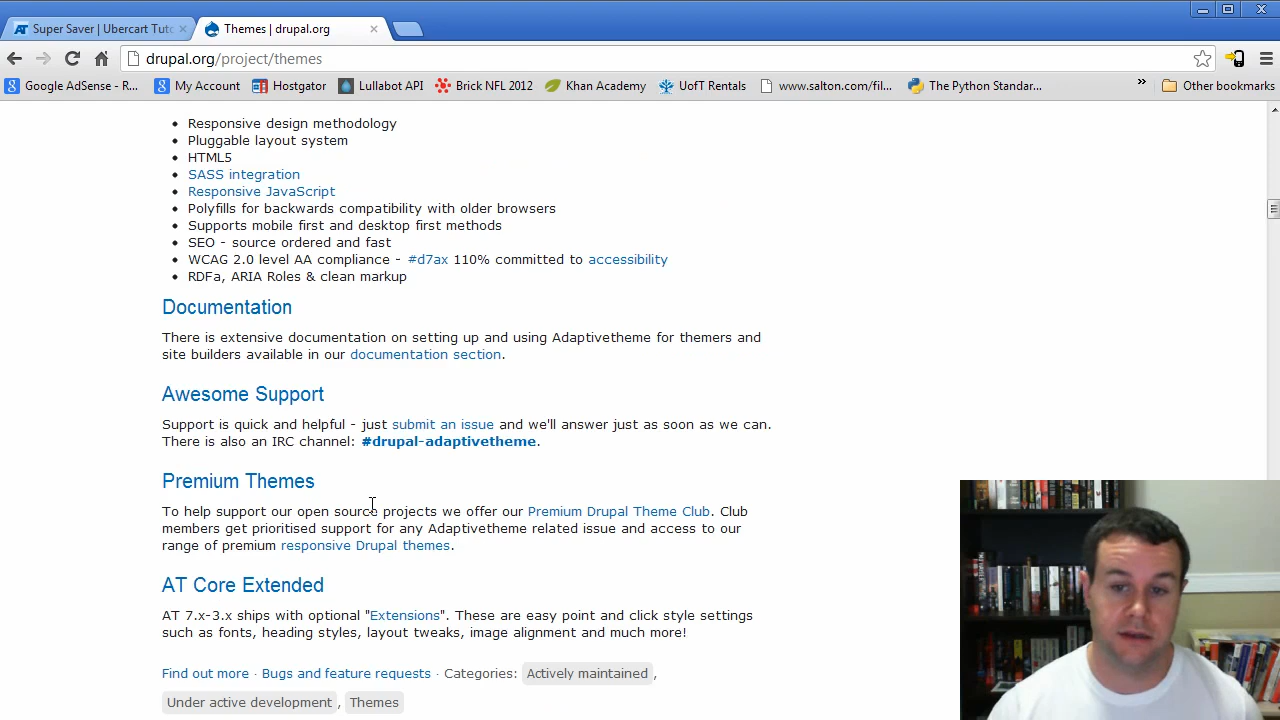 Super Saver | Ubercart Tuto
Themes | drupal.org
drupal.org/project/themes
Google AdSense - R...
My Account
Hostgator
Lullabot API
Brick NFL 2012
Khan Academy
UofT Rentals
www.salton.com/fil...
The Python Standar...
»
Other bookmarks
Responsive design methodology
Pluggable layout system
HTML5
SASS integration
Responsive JavaScript
Polyfills for backwards compatibility with older browsers
Supports mobile first and desktop first methods
SEO - source ordered and fast
WCAG 2.0 level AA compliance - #d7ax 110% committed to accessibility
RDFa, ARIA Roles & clean markup
Documentation
There is extensive documentation on setting up and using Adaptivetheme for themers and
site builders available in our documentation section.
Awesome Support
Support is quick and helpful - just submit an issue and we'll answer just as soon as we can.
There is also an IRC channel: #drupal-adaptivetheme.
Premium Themes
To help support our open source projects we offer our Premium Drupal Theme Club. Club
members get prioritised support for any Adaptivetheme related issue and access to our
range of premium responsive Drupal themes.
AT Core Extended
AT 7.x-3.x ships with optional "Extensions". These are easy point and click style settings
such as fonts, heading styles, layout tweaks, image alignment and much more!
Find out more · Bugs and feature requests · Categories: Actively maintained ,
Under active development , Themes